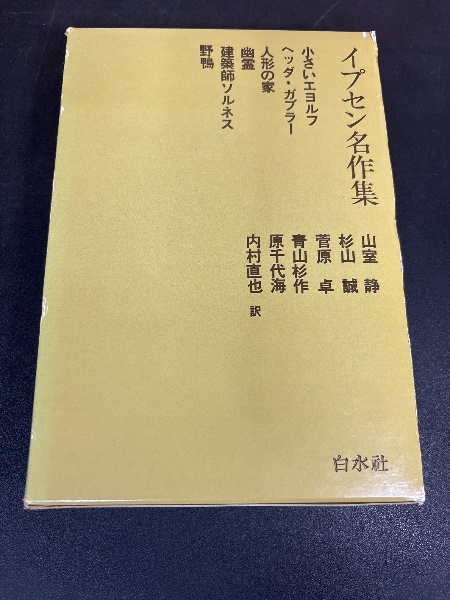 イプセン名作集
小さいエヨルフ
ヘッダ・ガブラー
人形の家
幽霊
建築師ソルネス
野鴨
山室 静
杉山 誠
菅原 卓
青山杉作
原千代海
内村直也 訳
白水社